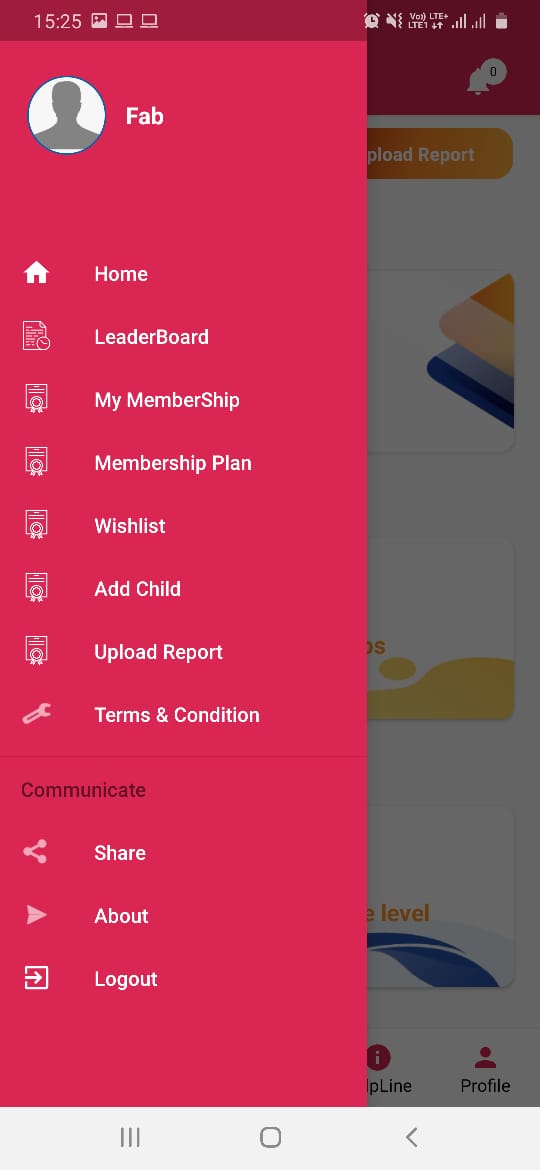 15:25
Vo)) LTE+
LTE1
0
Fab
pload Report
Home
LeaderBoard
My MemberShip
Membership Plan
os
Wishlist
Add Child
Upload Report
Terms & Condition
Communicate
Share
e level
About
Logout
lpLine
Profile